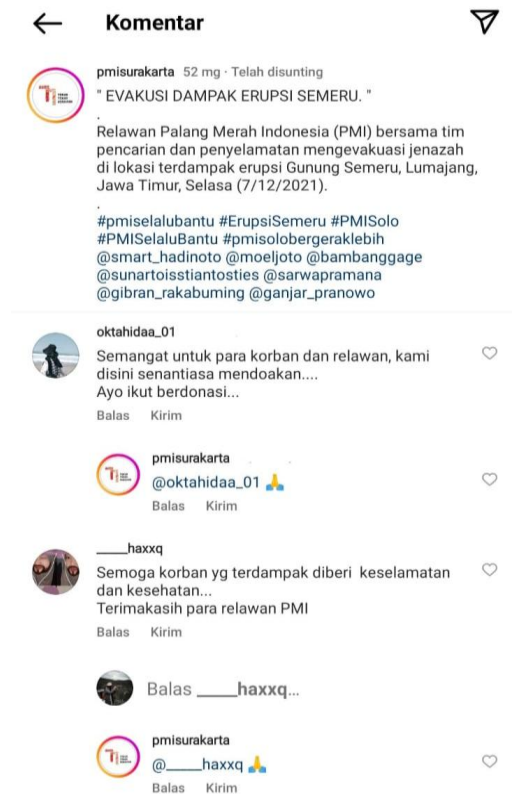 Komentar
pmisurakarta 52 mg · Telah disunting
" EVAKUSI DAMPAK ERUPSI SEMERU. "
.
Relawan Palang Merah Indonesia (PMI) bersama tim
pencarian dan penyelamatan mengevakuasi jenazah
di lokasi terdampak erupsi Gunung Semeru, Lumajang,
Jawa Timur, Selasa (7/12/2021).
.
#pmiselalubantu #ErupsiSemeru #PMISolo
#PMISelaluBantu #pmisolobergeraklebih
@smart_hadinoto @moeljoto @bambanggage
@sunartoisstiantosties @sarwapramana
@gibran_rakabuming @ganjar_pranowo
oktahidaa_01
Semangat untuk para korban dan relawan, kami
disini senantiasa mendoakan....
Ayo ikut berdonasi...
Balas Kirim
pmisurakarta
@oktahidaa_01 🙏
Balas Kirim
_____haxxq
Semoga korban yg terdampak diberi keselamatan
dan kesehatan...
Terimakasih para relawan PMI
Balas Kirim
Balas _____haxxq...
pmisurakarta
@_____haxxq 🙏
Balas Kirim